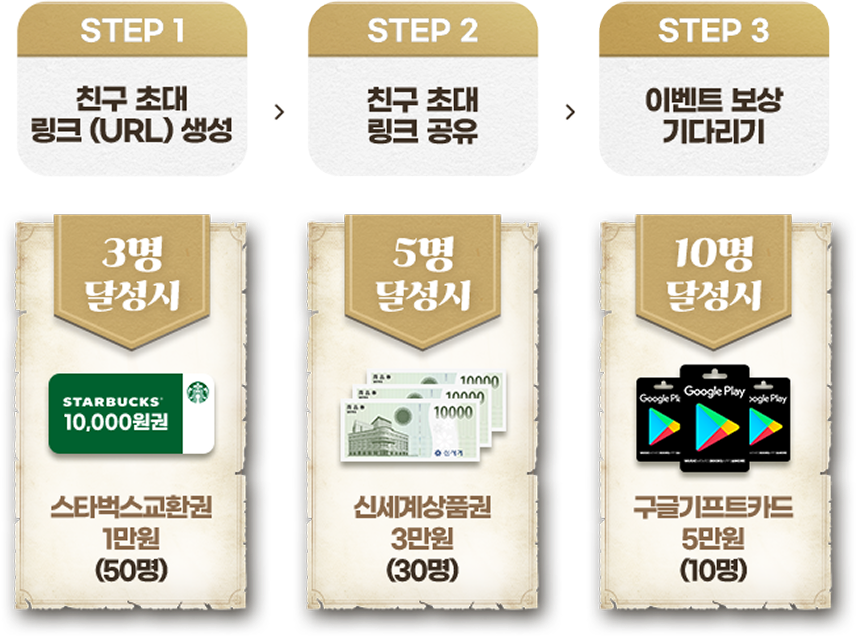 STEP 1
친구 초대
링크 (URL) 생성
STEP 2
친구 초대
링크 공유
STEP 3
이벤트 보상
기다리기
3명
달성시
STARBUCKS
10,000원권
스타벅스교환권
1만원
(50명)
5명
달성시
10000
10000
10000
신세계
신세계상품권
3만원
(30명)
10명
달성시
Google Play
Google Pl
gle Play
구글기프트카드
5만원
(10명)